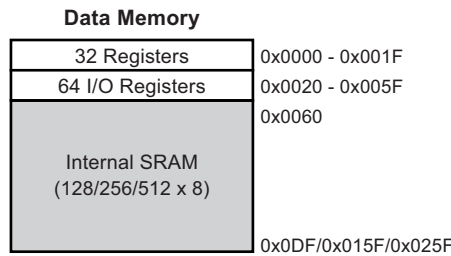 Data Memory
32 Registers
0x0000 - 0x001F
64 I/O Registers
0x0020 - 0x005F
0x0060
Internal SRAM
(128/256/512 x 8)
0x0DF/0x015F/0x025F